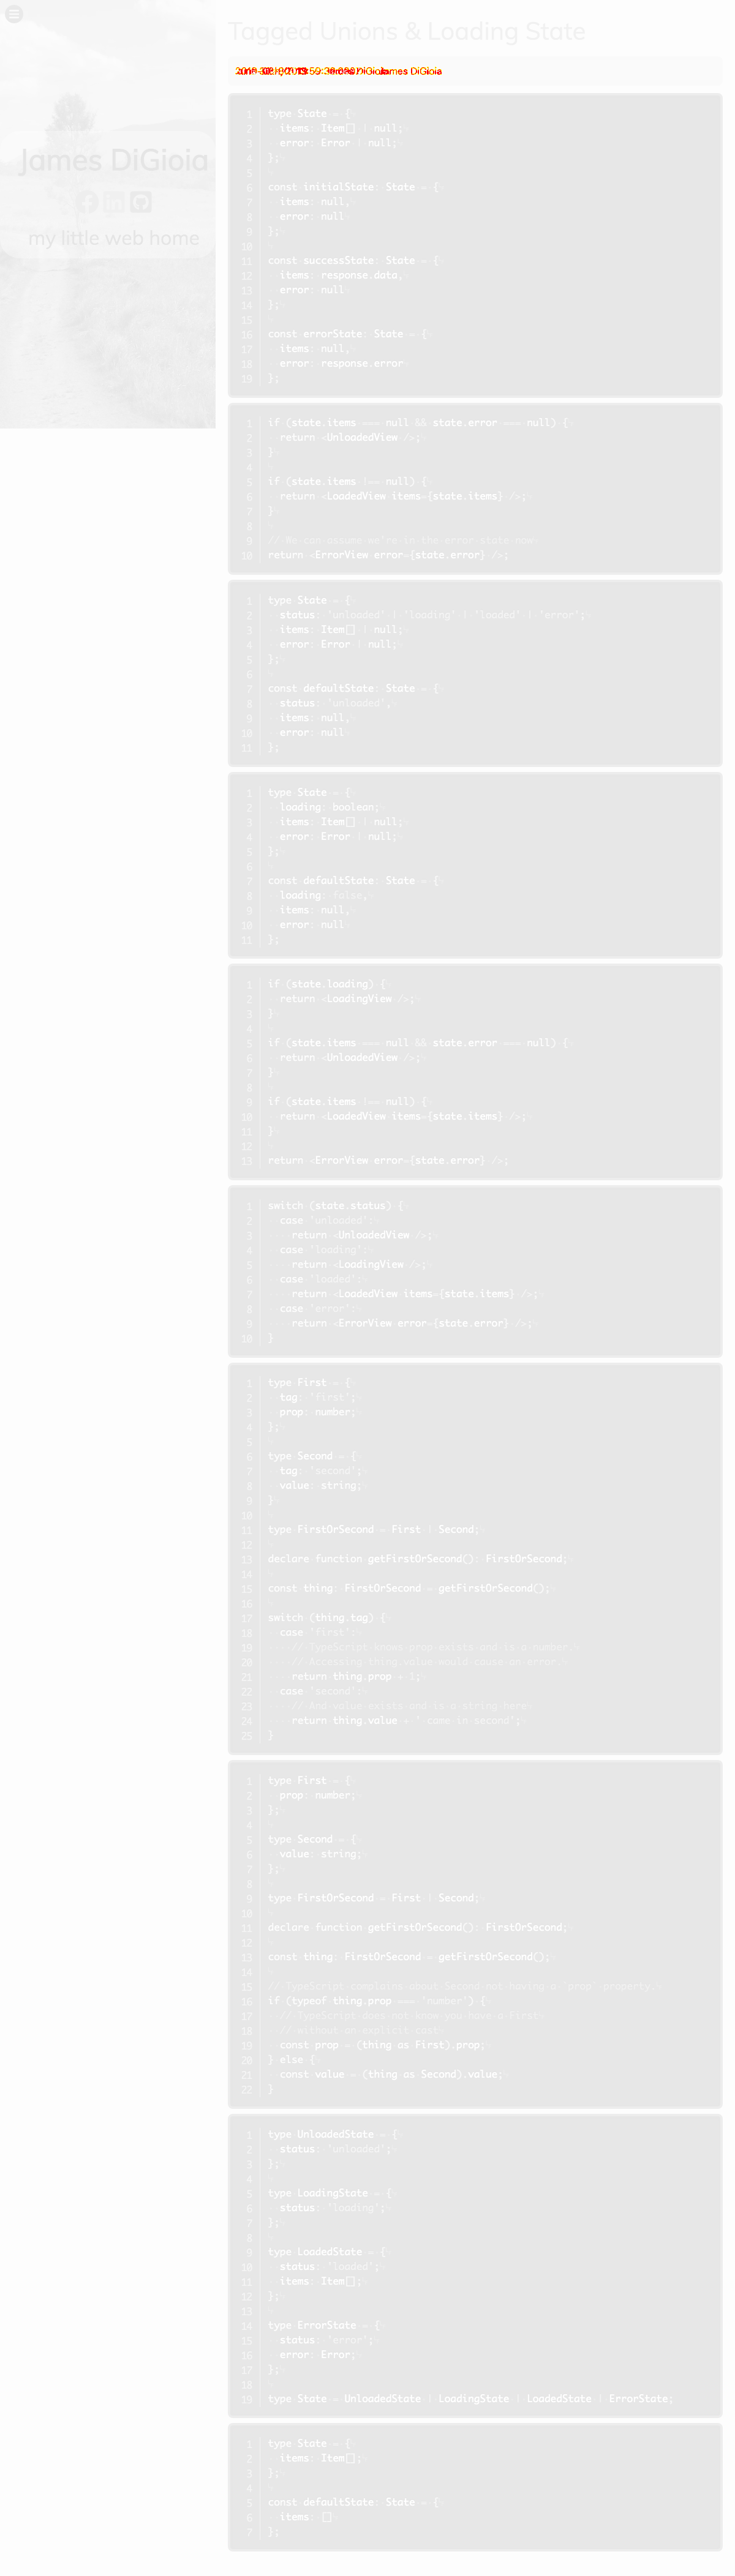 Tagged Unions & Loading State
James DiGioia
James DiGioia
my little web home
1 type State = {
2 items: Item[] | null;
3 error: Error | null;
4 };
5
6 const initialState: State = {
7 items: null,
8 error: null
9 };
10
11 const successState: State = {
12 items: response.data,
13 error: null
14 };
15
16 const errorState: State = {
17 items: null,
18 error: response.error
19 };
1 if (state.items === null && state.error === null) {
2 return <UnloadedView />;
3 }
4
5 if (state.items !== null) {
6 return <LoadedView items={state.items} />;
7 }
8
9 // We can assume we're in the error state now
10 return <ErrorView error={state.error} />;
1 type State = {
2 status: 'unloaded' | 'loading' | 'loaded' | 'error';
3 items: Item[] | null;
4 error: Error | null;
5 };
6
7 const defaultState: State = {
8 status: 'unloaded',
9 items: null,
10 error: null
11 };
1 type State = {
2 loading: boolean;
3 items: Item[] | null;
4 error: Error | null;
5 };
6
7 const defaultState: State = {
8 loading: false,
9 items: null,
10 error: null
11 };
1 if (state.loading) {
2 return <LoadingView />;
3 }
4
5 if (state.items === null && state.error === null) {
6 return <UnloadedView />;
7 }
8
9 if (state.items !== null) {
10 return <LoadedView items={state.items} />;
11 }
12
13 return <ErrorView error={state.error} />;
1 switch (state.status) {
2 case 'unloaded':
3 return <UnloadedView />;
4 case 'loading':
5 return <LoadingView />;
6 case 'loaded':
7 return <LoadedView items={state.items} />;
8 case 'error':
9 return <ErrorView error={state.error} />;
10 }
1 type First = {
2 tag: 'first';
3 prop: number;
4 };
5
6 type Second = {
7 tag: 'second';
8 value: string;
9 }
10
11 type FirstOrSecond = First | Second;
12
13 declare function getFirstOrSecond(): FirstOrSecond;
14
15 const thing: FirstOrSecond = getFirstOrSecond();
16
17 switch (thing.tag) {
18 case 'first':
19 // TypeScript knows prop exists and is a number.
20 // Accessing thing.value would cause an error.
21 return thing.prop + 1;
22 case 'second':
23 // And value exists and is a string here
24 return thing.value + ' came in second';
25 }
1 type First = {
2 prop: number;
3 };
4
5 type Second = {
6 value: string;
7 };
8
9 type FirstOrSecond = First | Second;
10
11 declare function getFirstOrSecond(): FirstOrSecond;
12
13 const thing: FirstOrSecond = getFirstOrSecond();
14
15 // TypeScript complains about Second not having a `prop` property.
16 if (typeof thing.prop === 'number') {
17 // TypeScript does not know you have a First
18 // without an explicit cast
19 const prop = (thing as First).prop;
20 } else {
21 const value = (thing as Second).value;
22 }
1 type UnloadedState = {
2 status: 'unloaded';
3 };
4
5 type LoadingState = {
6 status: 'loading';
7 };
8
9 type LoadedState = {
10 status: 'loaded';
11 items: Item[];
12 };
13
14 type ErrorState = {
15 status: 'error';
16 error: Error;
17 };
18
19 type State = UnloadedState | LoadingState | LoadedState | ErrorState;
1 type State = {
2 items: Item[];
3 };
4
5 const defaultState: State = {
6 items: []
7 };